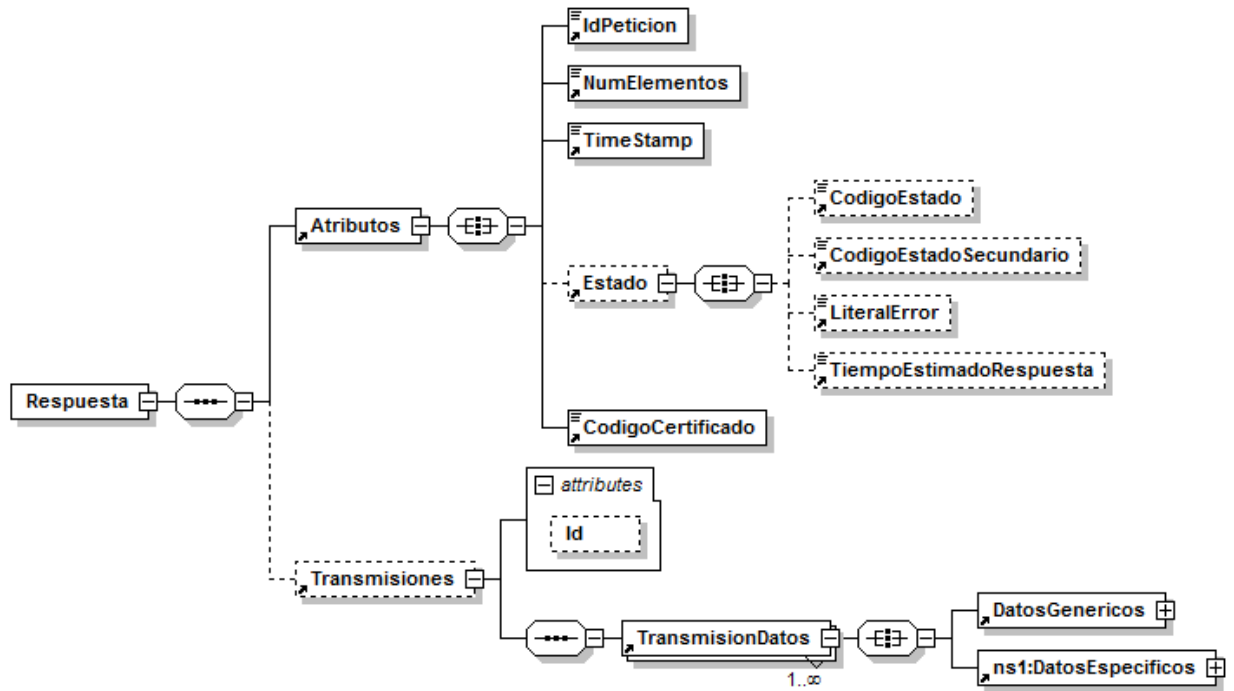 IdPeticion
NumElementos
TimeStamp
CodigoEstado
Atributos
CodigoEstadoSecundario
Estado
LiteralError
TiempoEstimadoRespuesta
Respuesta
CodigoCertificado
attributes
Id
Transmisiones
DatosGenericos
TransmisionDatos
ns1:DatosEspecificos
1..∞